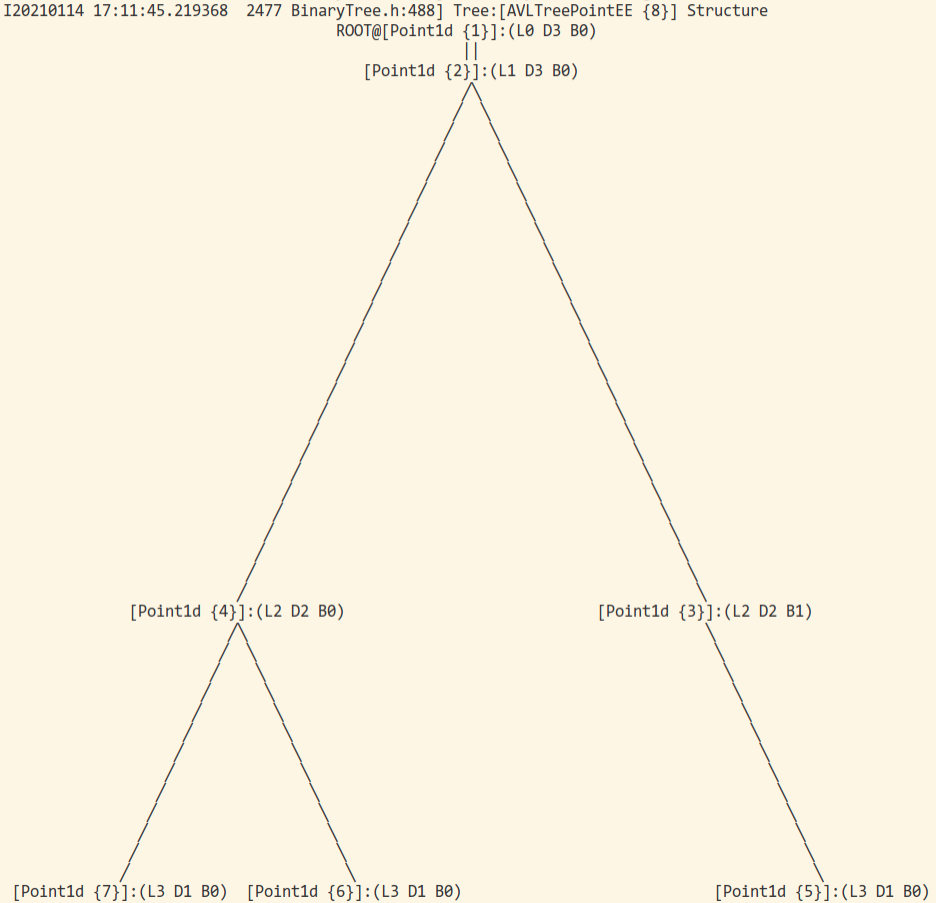 I20210114 17:11:45.219368  2477 BinaryTree.h:488] Tree:[AVLTreePointEE {8}] Structure
ROOT@[Point1d {1}]:(L0 D3 B0)
||
[Point1d {2}]:(L1 D3 B0)
[Point1d {4}]:(L2 D2 B0) [Point1d {3}]:(L2 D2 B1)
[Point1d {7}]:(L3 D1 B0) [Point1d {6}]:(L3 D1 B0) [Point1d {5}]:(L3 D1 B0)